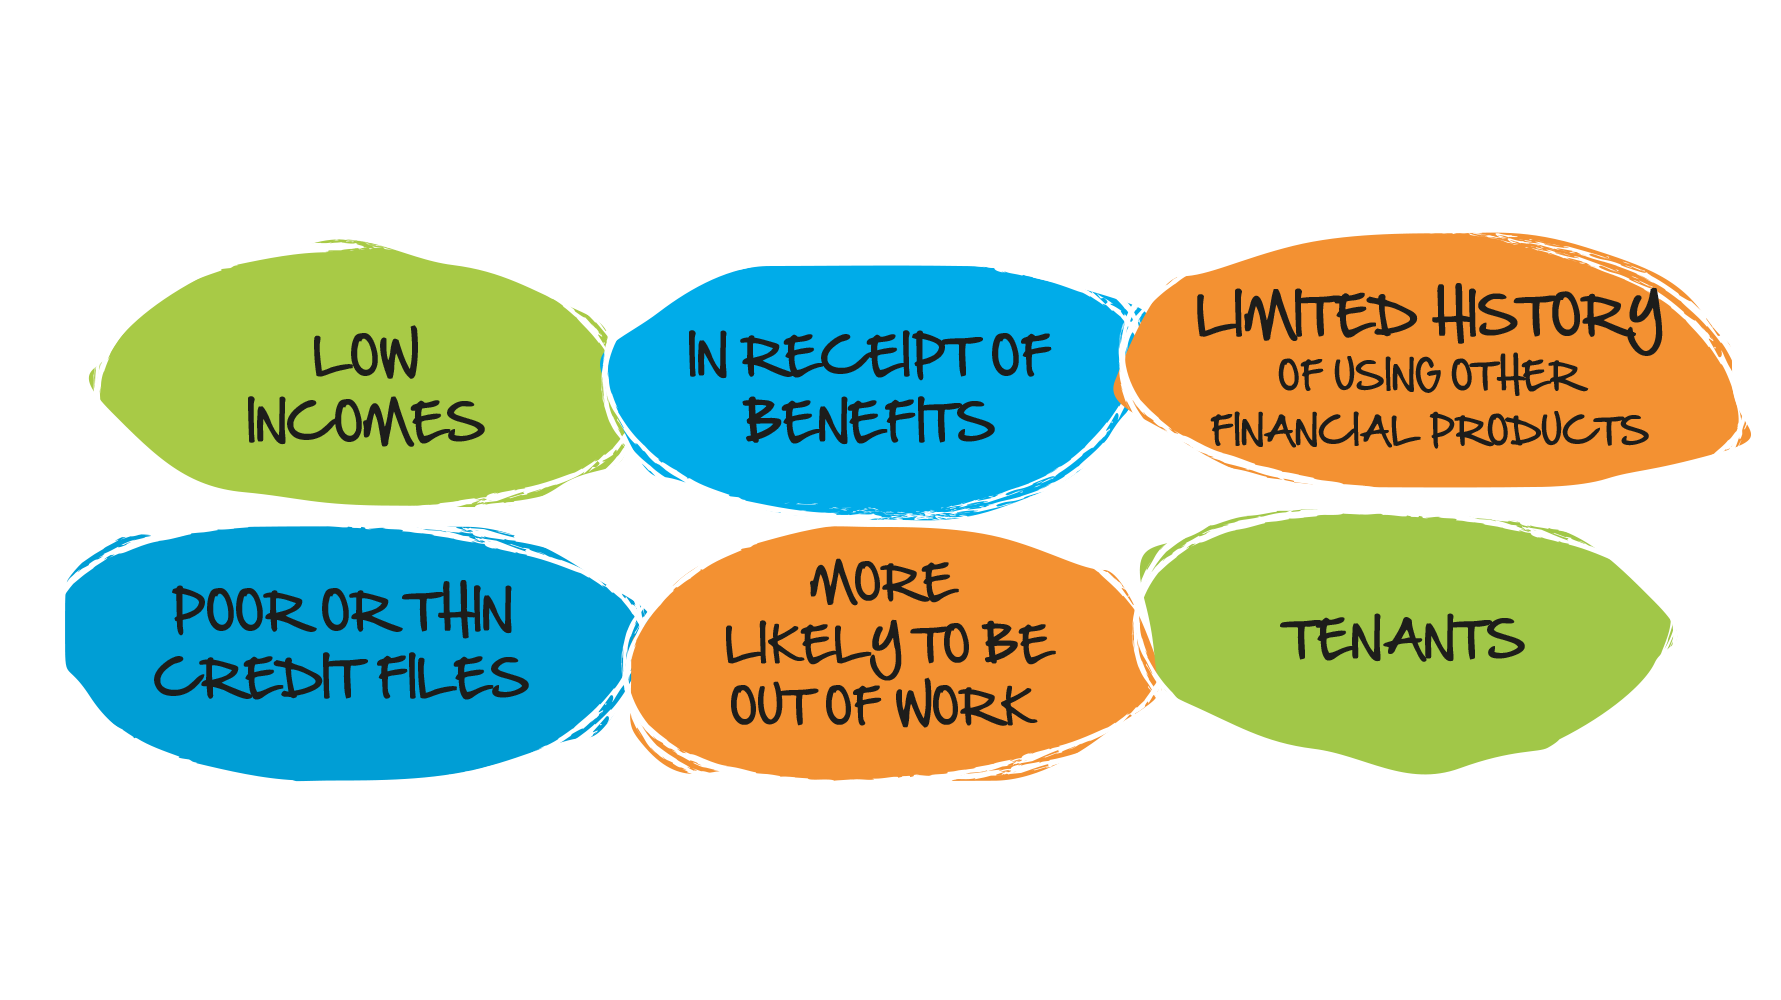 LOW
INCOMES
IN RECEIPT OF
BENEFITS
LIMITED HISTORY
OF USING OTHER
FINANCIAL PRODUCTS
POOR OR THIN
CREDIT FILES
MORE
LIKELY TO BE
OUT OF WORK
TENANTS